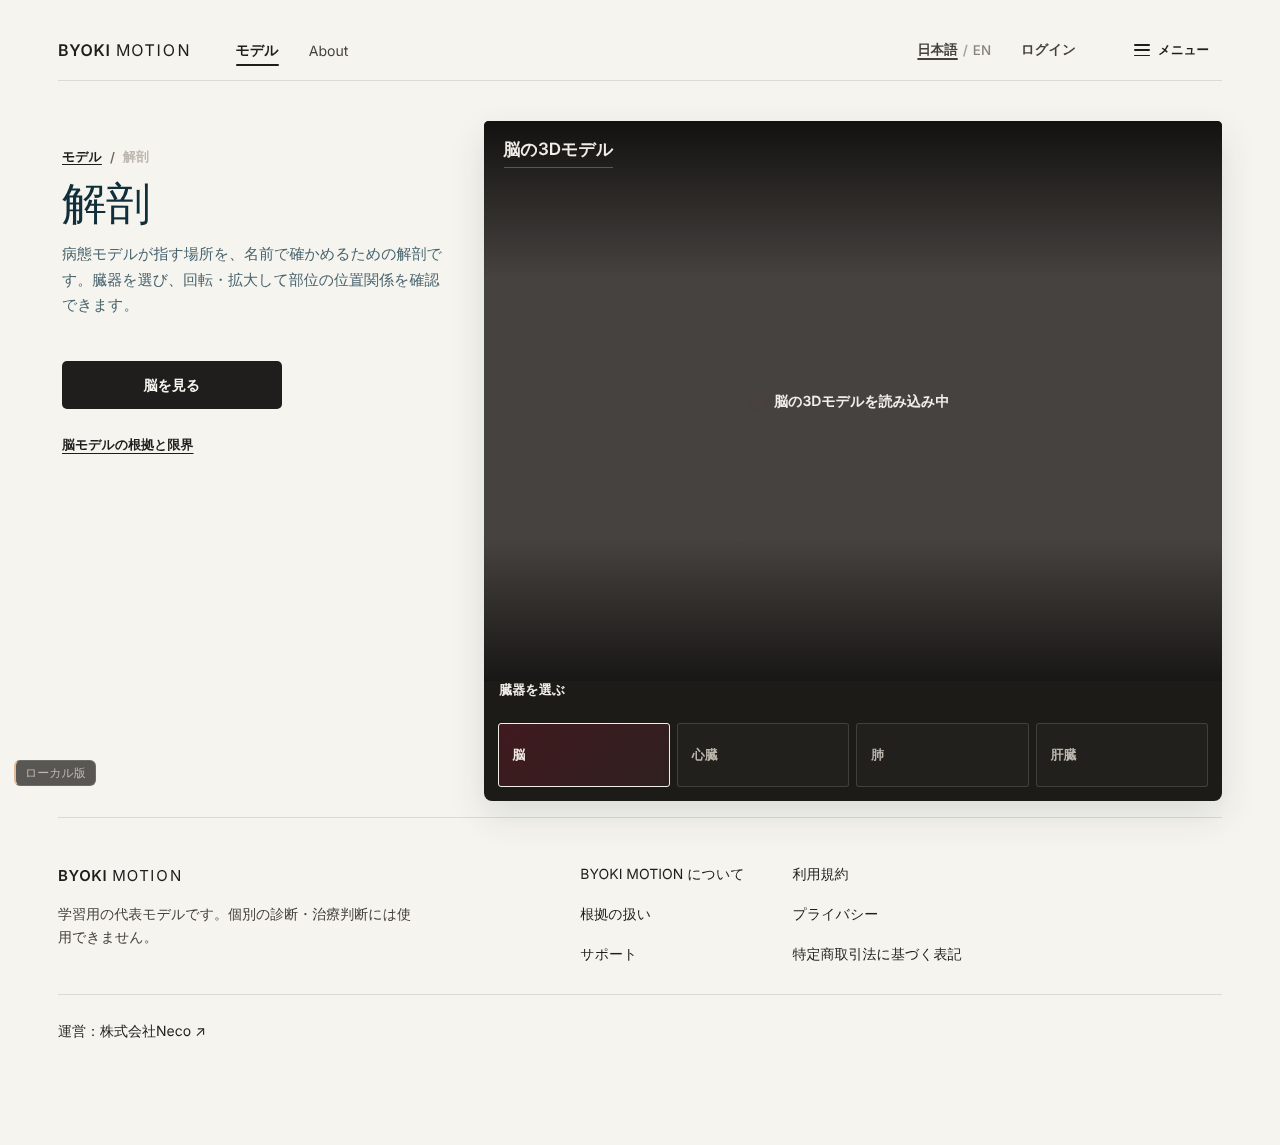 BYOKI MOTION
モデル
About
日本語 / EN
ログイン
メニュー
モデル / 解剖
解剖
病態モデルが指す場所を、名前で確かめるための解剖で
す。臓器を選び、回転・拡大して部位の位置関係を確認
できます。
脳を見る
脳モデルの根拠と限界
脳の3Dモデル
脳の3Dモデルを読み込み中
臓器を選ぶ
脳
心臓
肺
肝臓
ローカル版
BYOKI MOTION
学習用の代表モデルです。個別の診断・治療判断には使
用できません。
BYOKI MOTION について
根拠の扱い
サポート
利用規約
プライバシー
特定商取引法に基づく表記
運営：株式会社Neco ↗